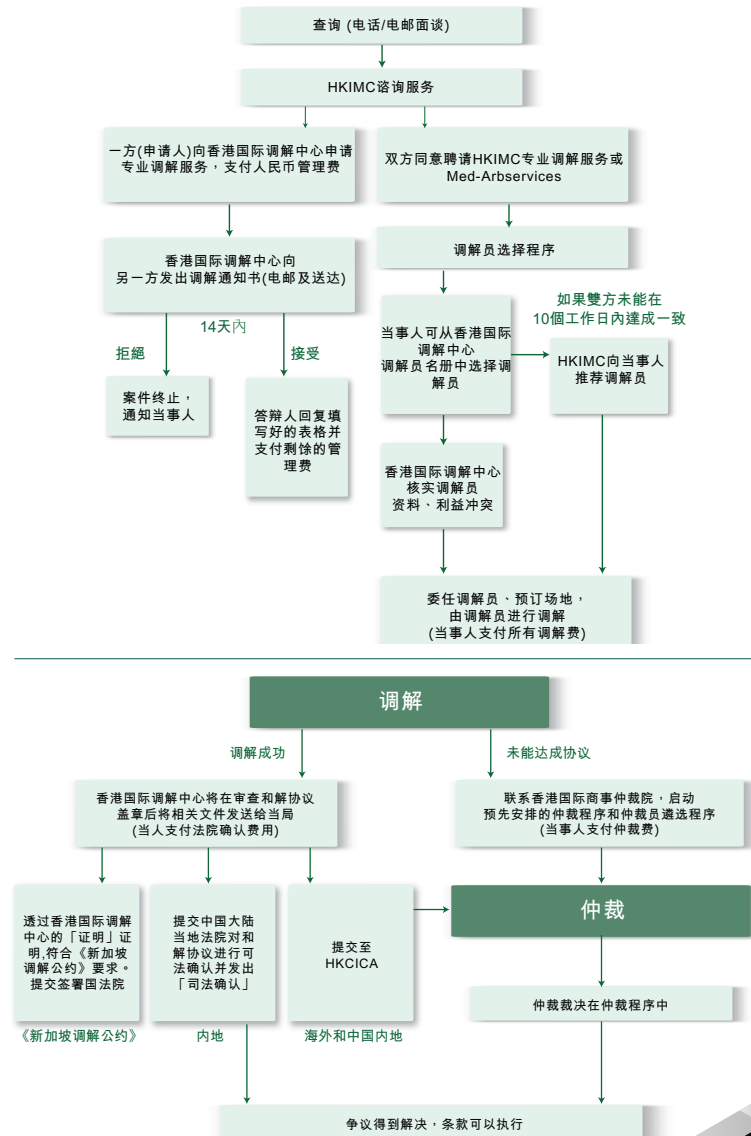 查询 (电话/电邮面谈)
HKIMC谘询服务
一方(申请人)向香港国际调解中心申请
专业调解服务，支付人民币管理费
双方同意聘请HKIMC专业调解服务或
Med-Arbservices
香港国际调解中心向
另一方发出调解通知书(电邮及送达)
调解员选择程序
14天內
拒絕
接受
案件终止，
通知当事人
答辩人回复填
写好的表格并
支付剩馀的管
理费
当事人可从香港国际
调解中心
调解员名册中选择调
解员
如果雙方未能在
10個工作日內達成一致
HKIMC向当事人
推荐调解员
香港国际调解中心
核实调解员
资料、利益冲突
委任调解员、预订场地，
由调解员进行调解
(当事人支付所有调解费)
调解
调解成功
未能达成协议
香港国际调解中心将在审查和解协议
盖章后将相关文件发送给当局
(当人支付法院确认费用)
联系香港国际商事仲裁院，启动
预先安排的仲裁程序和仲裁员遴选程序
(当事人支付仲裁费)
透过香港国际调解
中心的「证明」证
明,符合《新加坡
调解公约》要求。
提交签署国法院
提交中国大陆
当地法院对和
解协议进行可
法确认并发出
「司法确认」
提交至
HKCICA
仲裁
《新加坡调解公约》
内地
海外和中国内地
仲裁裁决在仲裁程序中
争议得到解决，条款可以执行